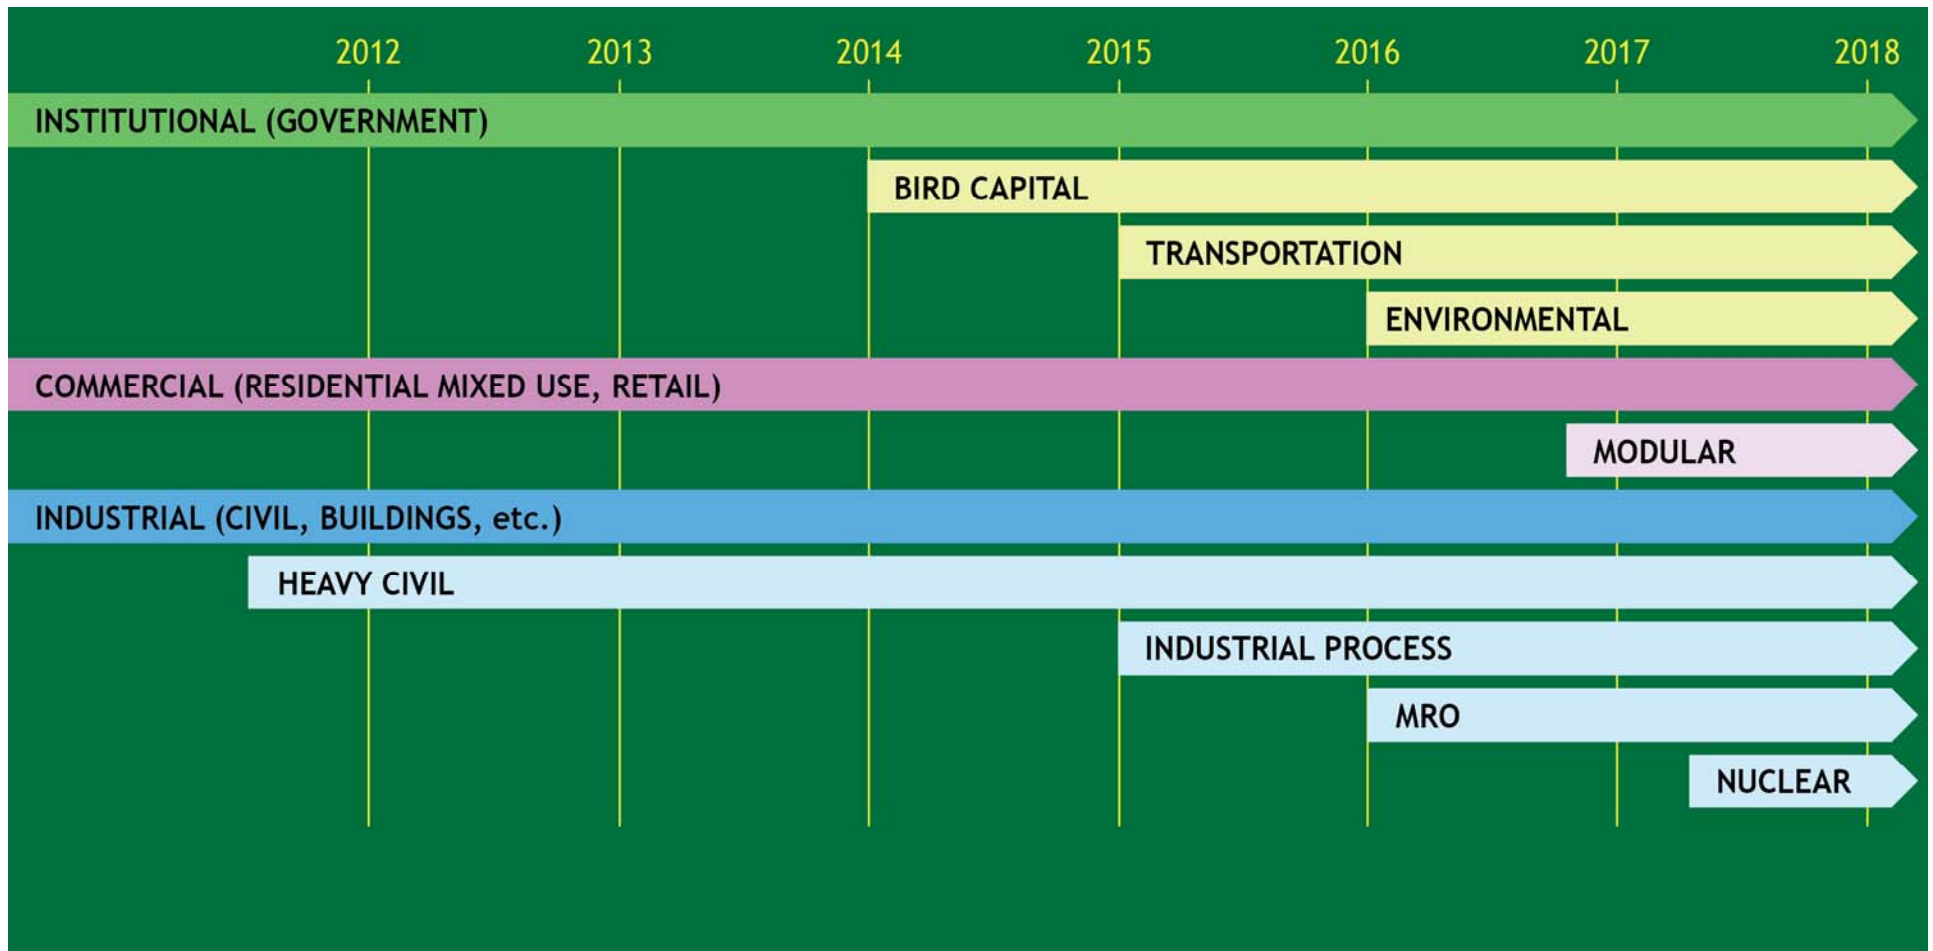 2012 2013 2014 2015 2016 2017 2018
INSTITUTIONAL (GOVERNMENT)
BIRD CAPITAL
TRANSPORTATION
ENVIRONMENTAL
COMMERCIAL (RESIDENTIAL MIXED USE, RETAIL)
MODULAR
INDUSTRIAL (CIVIL, BUILDINGS, etc.)
HEAVY CIVIL
INDUSTRIAL PROCESS
MRO
NUCLEAR